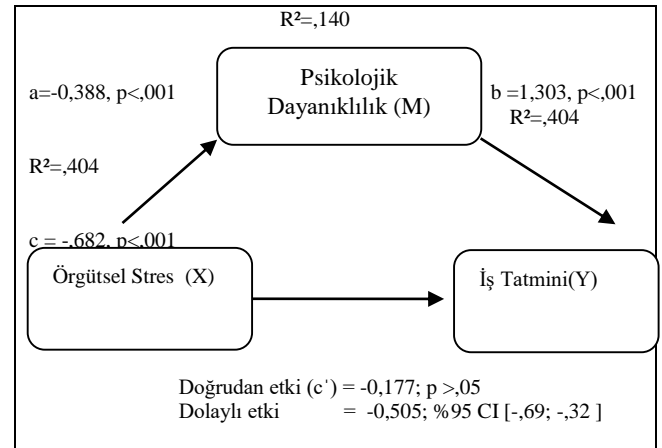 R²=,140
Psikolojik
Dayanıklılık (M)
a=-0,388, p<,001
b =1,303, p<,001
R²=,404
R²=,404
c = -,682, p<,001
Örgütsel Stres (X)
İş Tatmini(Y)
Doğrudan etki (cˈ) = -0,177; p >,05
Dolaylı etki = -0,505; %95 CI [-,69; -,32 ]